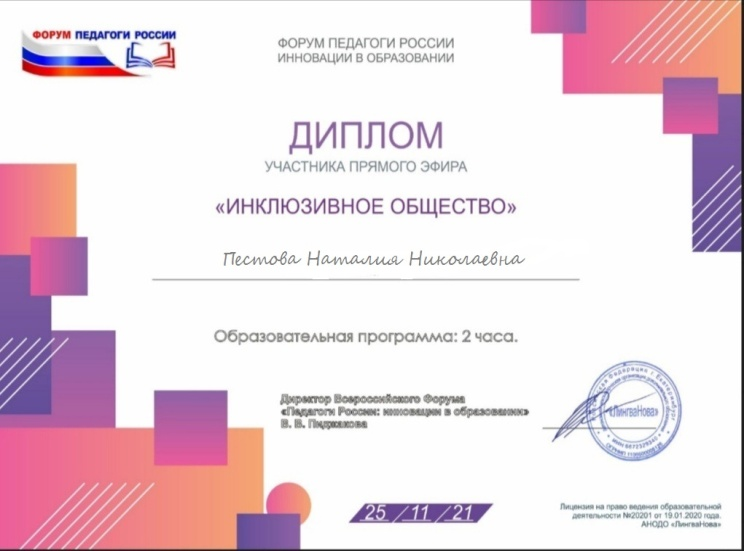 ФОРУМ ПЕДАГОГИ РОССИИ
ФОРУМ ПЕДАГОГИ РОССИИ
ИННОВАЦИИ В ОБРАЗОВАНИИ
ДИПЛОМ
УЧАСТНИКА ПРЯМОГО ЭФИРА
«ИНКЛЮЗИВНОЕ ОБЩЕСТВО»
Пестова Наталия Николаевна
Образовательная программа: 2 часа.
Директор Всероссийского Форума
«Педагоги России: инновации в образовании»
В. В. Пиджакова
«ЛингваНова»
25 / 11 / 21
Лицензия на право ведения образовательной
деятельности №20201 от 19.01.2020 года.
АНОДО «ЛингваНова»